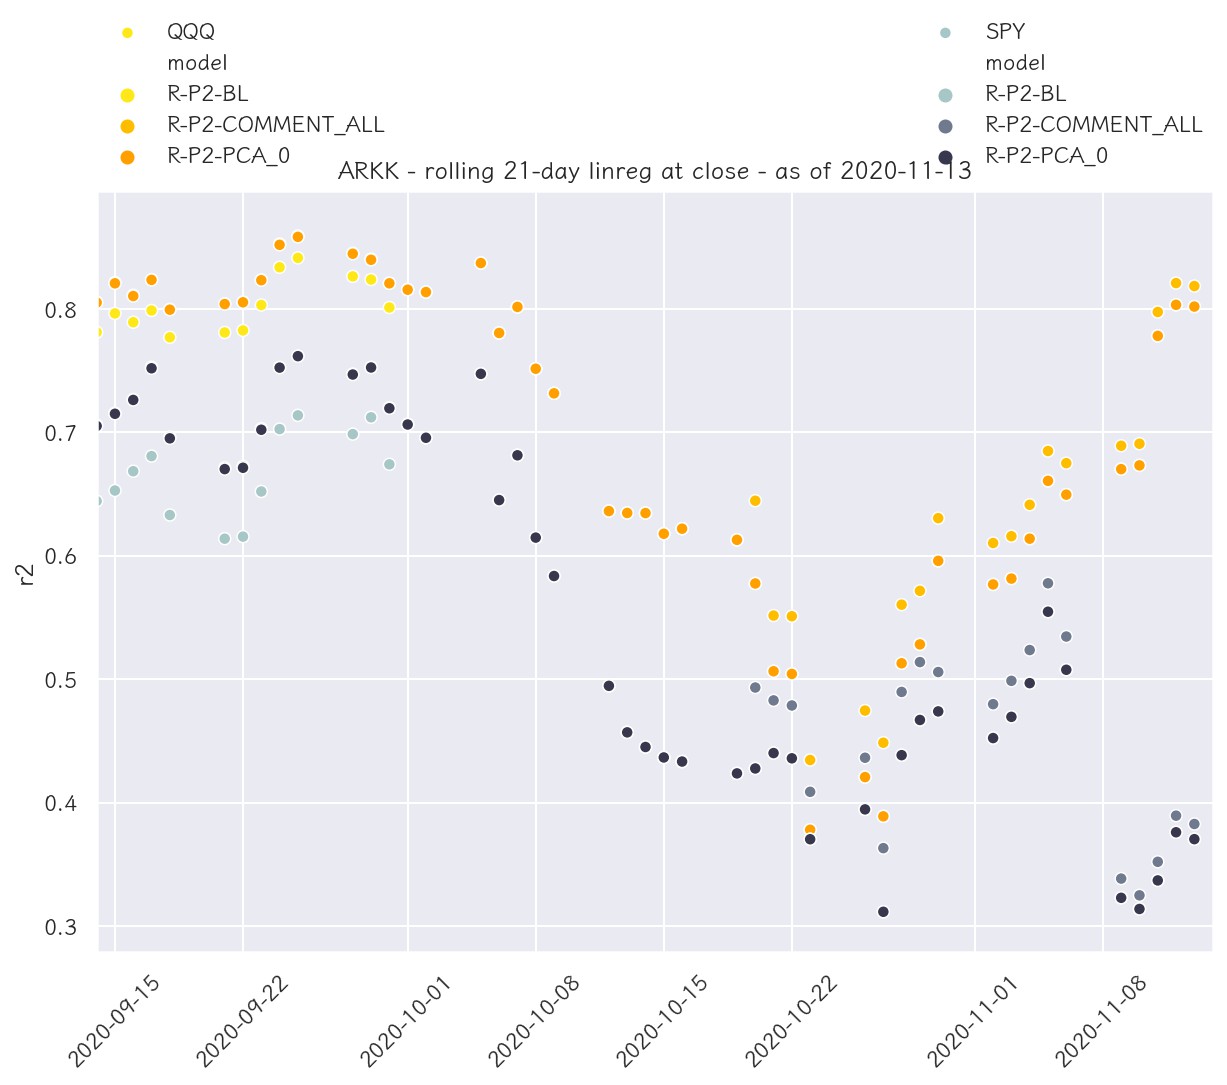 QQQ
model
R-P2-BL
R-P2-COMMENT_ALL
R-P2-PCA_0
SPY
model
R-P2-BL
R-P2-COMMENT_ALL
R-P2-PCA_0
ARKK - rolling 21-day linreg at close - as of 2020-11-13
r2
0.8
0.7
0.6
0.5
0.4
0.3
2020-09-15
2020-09-22
2020-10-01
2020-10-08
2020-10-15
2020-10-22
2020-11-01
2020-11-08